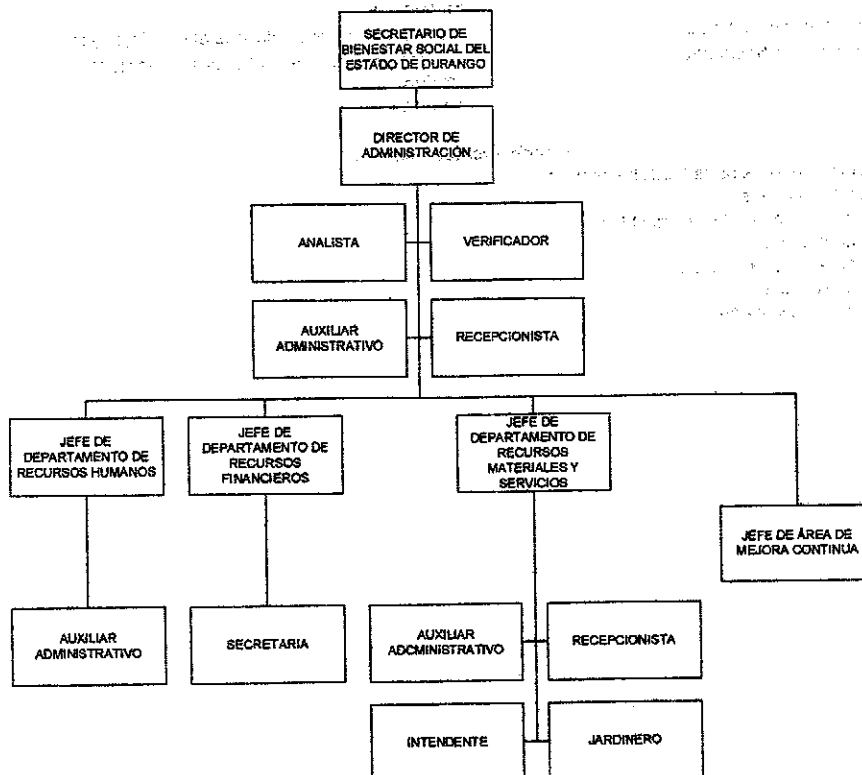 SECRETARIO DE
BIENESTAR SOCIAL DEL
ESTADO DE DURANGO
DIRECTOR DE
ADMINISTRACIÓN
ANALISTA
VERIFICADOR
AUXILIAR
ADMINISTRATIVO
RECEPCIONISTA
JEFE DE
DEPARTAMENTO DE
RECURSOS HUMANOS
JEFE DE
DEPARTAMENTO DE
RECURSOS
FINANCIEROS
JEFE DE
DEPARTAMENTO DE
RECURSOS
MATERIALES Y
SERVICIOS
JEFE DE ÁREA DE
MEJORA CONTINUA
AUXILIAR
ADMINISTRATIVO
SECRETARIA
AUXILIAR
ADCMINISTRATIVO
RECEPCIONISTA
INTENDENTE
JARDINERO